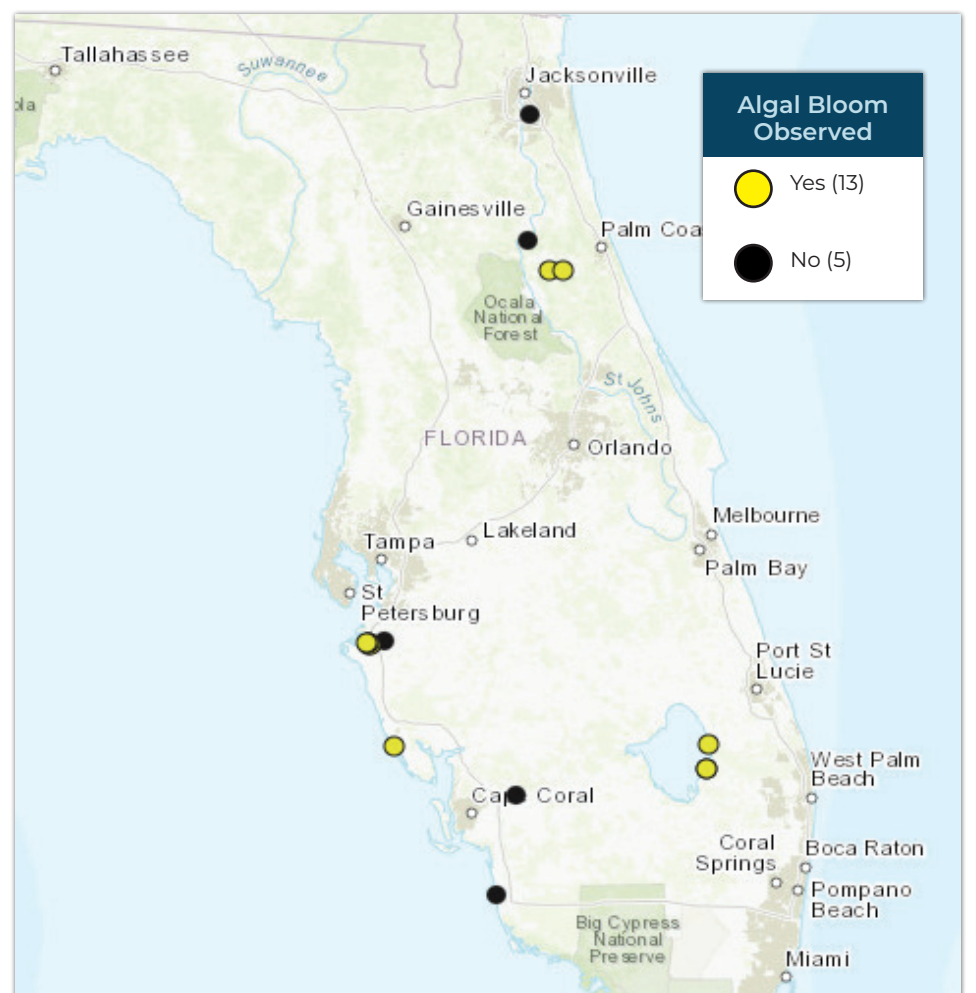 Tallahassee
Suwannee
Jacksonville
ola
Algal Bloom
Observed
Yes (13)
No (5)
Gainesville
Palm Coa
Ocala
National
Forest
St Johns
FLORIDA
Orlando
Melbourne
Lakeland
Tampa
Palm Bay
St
Petersburg
Port St
Lucie
West Palm
Beach
Cap Coral
Coral
Springs
Boca Raton
Pompano
Beach
Big Cypress
National
Preserve
Miami